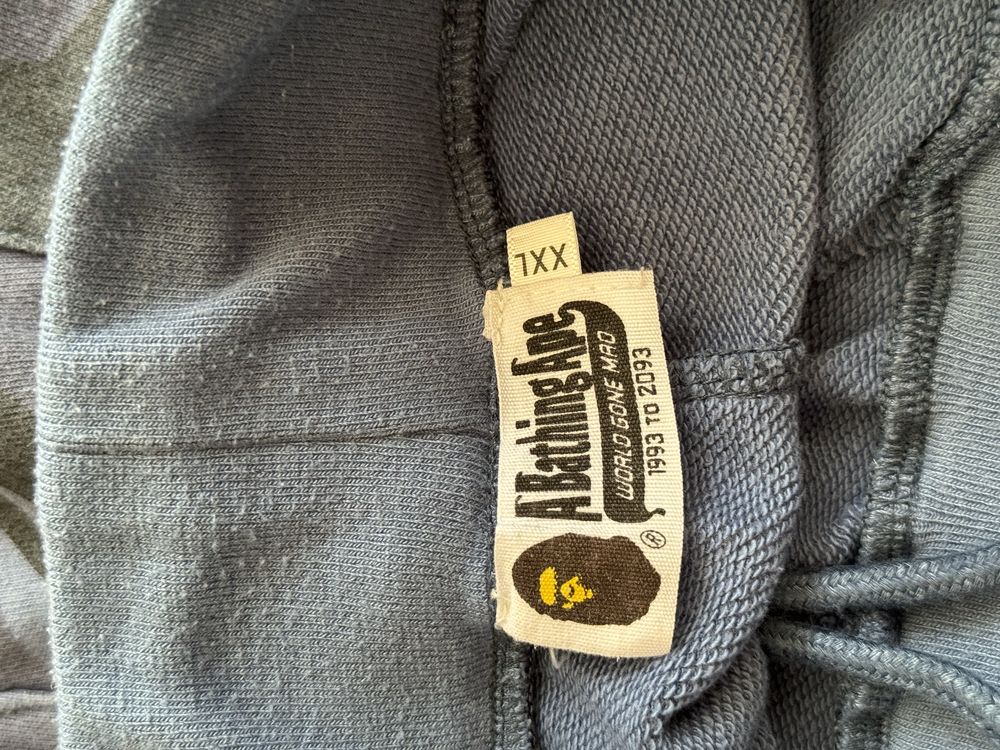 XXL
A Bathing Ape
WORLD GONE MAD
1993 TO 2093
®